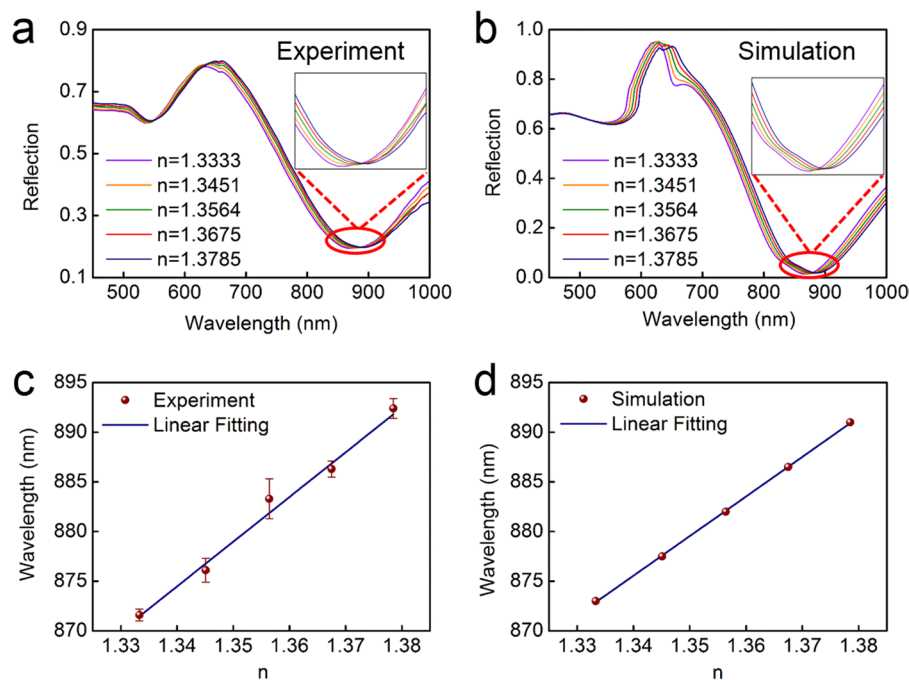 a
Experiment
0.9
0.7
0.5
0.3
0.1
Reflection
n=1.3333
n=1.3451
n=1.3564
n=1.3675
n=1.3785
500 600 700 800 900 1000
Wavelength (nm)
b
Simulation
1.0
0.8
0.6
0.4
0.2
0.0
Reflection
n=1.3333
n=1.3451
n=1.3564
n=1.3675
n=1.3785
500 600 700 800 900 1000
Wavelength (nm)
c
Experiment
Linear Fitting
895
890
885
880
875
870
Wavelength (nm)
1.33 1.34 1.35 1.36 1.37 1.38
n
d
Simulation
Linear Fitting
895
890
885
880
875
870
Wavelength (nm)
1.33 1.34 1.35 1.36 1.37 1.38
n